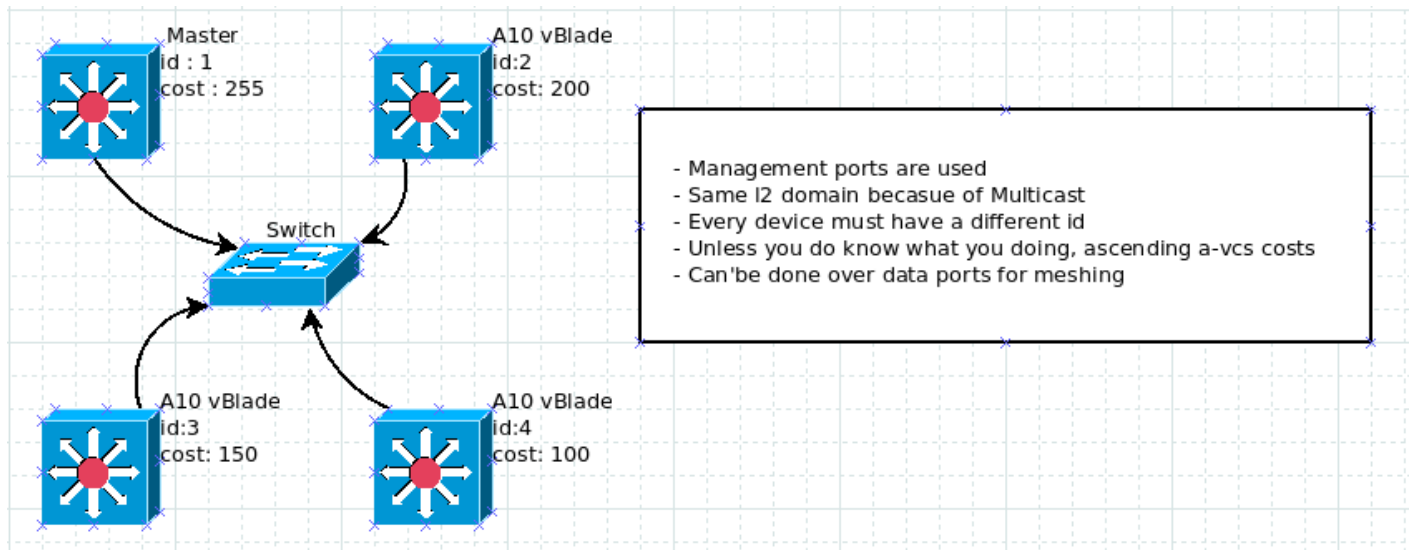 Master
id : 1
cost : 255
A10 vBlade
id:2
cost: 200
Switch
A10 vBlade
id:3
cost: 150
A10 vBlade
id:4
cost: 100
- Management ports are used
- Same l2 domain becasue of Multicast
- Every device must have a different id
- Unless you do know what you doing, ascending a-vcs costs
- Can'be done over data ports for meshing